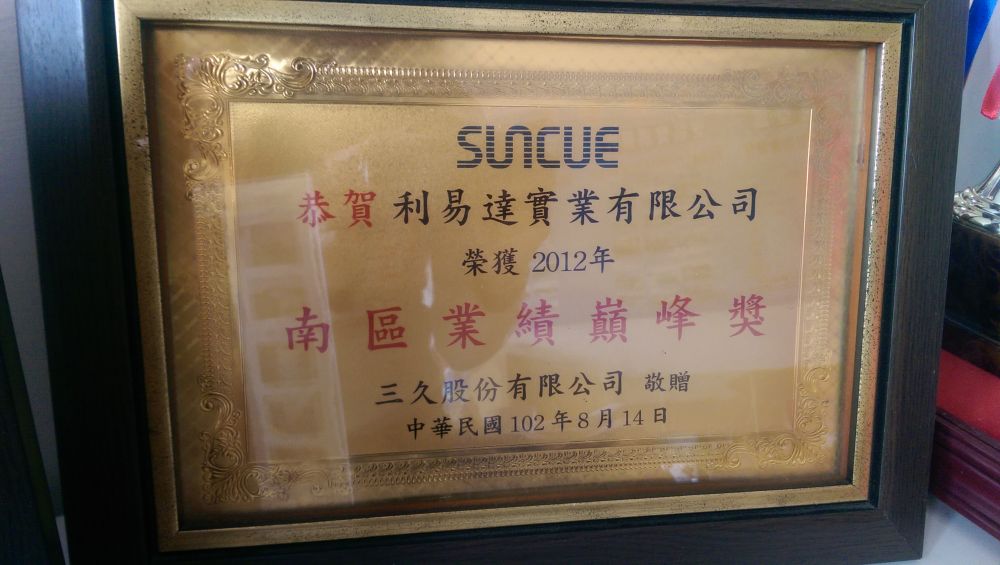 SUNCUE
恭賀 利易達實業有限公司
榮獲 2012年
南區業績巔峰獎
三久股份有限公司 敬贈
中華民國102年8月14日